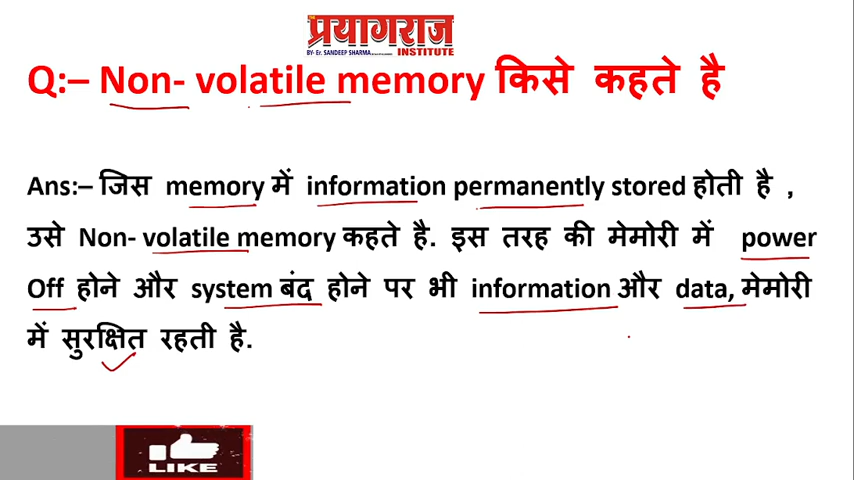 प्रयागराज
BY- Er. SANDEEP SHARMA
INSTITUTE
Q:– Non- volatile memory किसे कहते है
Ans:– जिस memory में information permanently stored होती है ,
उसे Non- volatile memory कहते है. इस तरह की मेमोरी में power
Off होने और system बंद होने पर भी information और data, मेमोरी
में सुरक्षित रहती है.
LIKE